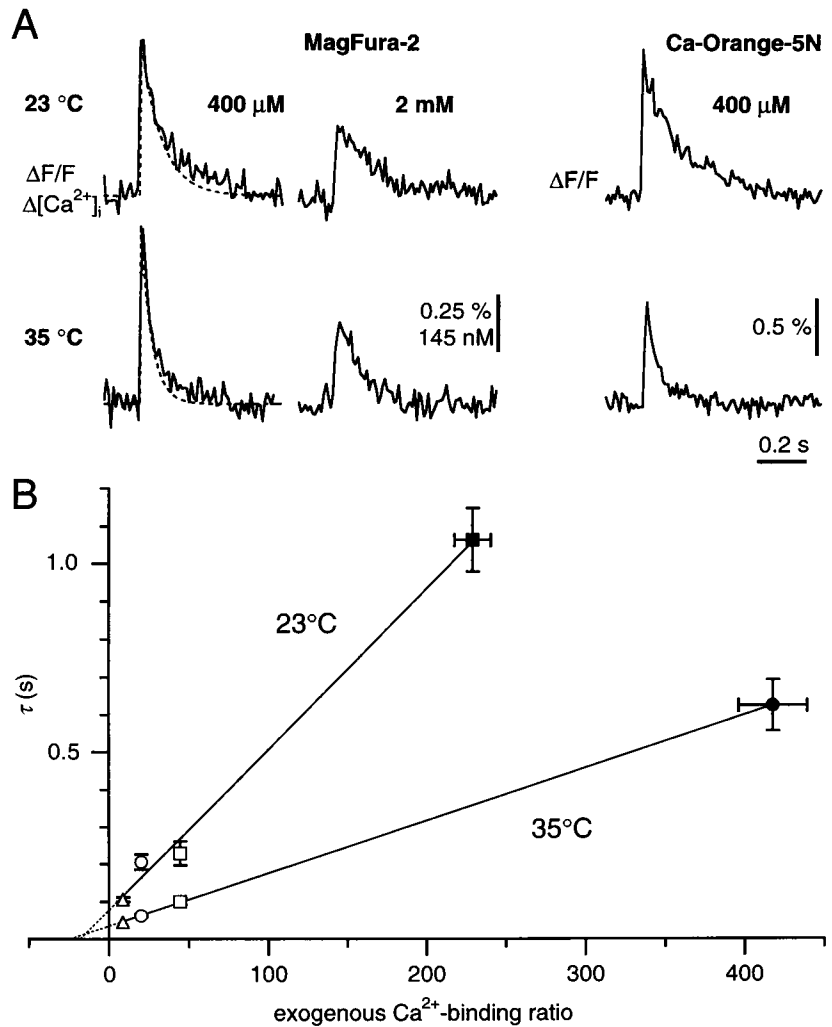 A
MagFura-2
Ca-Orange-5N
23 °C
400 μM
2 mM
400 μM
ΔF/F
Δ[Ca²⁺]ᵢ
ΔF/F
35 °C
0.25 %
145 nM
0.5 %
0.2 s
B
1.0
23°C
τ (s)
0.5
35°C
0
100
200
300
400
exogenous Ca²⁺-binding ratio